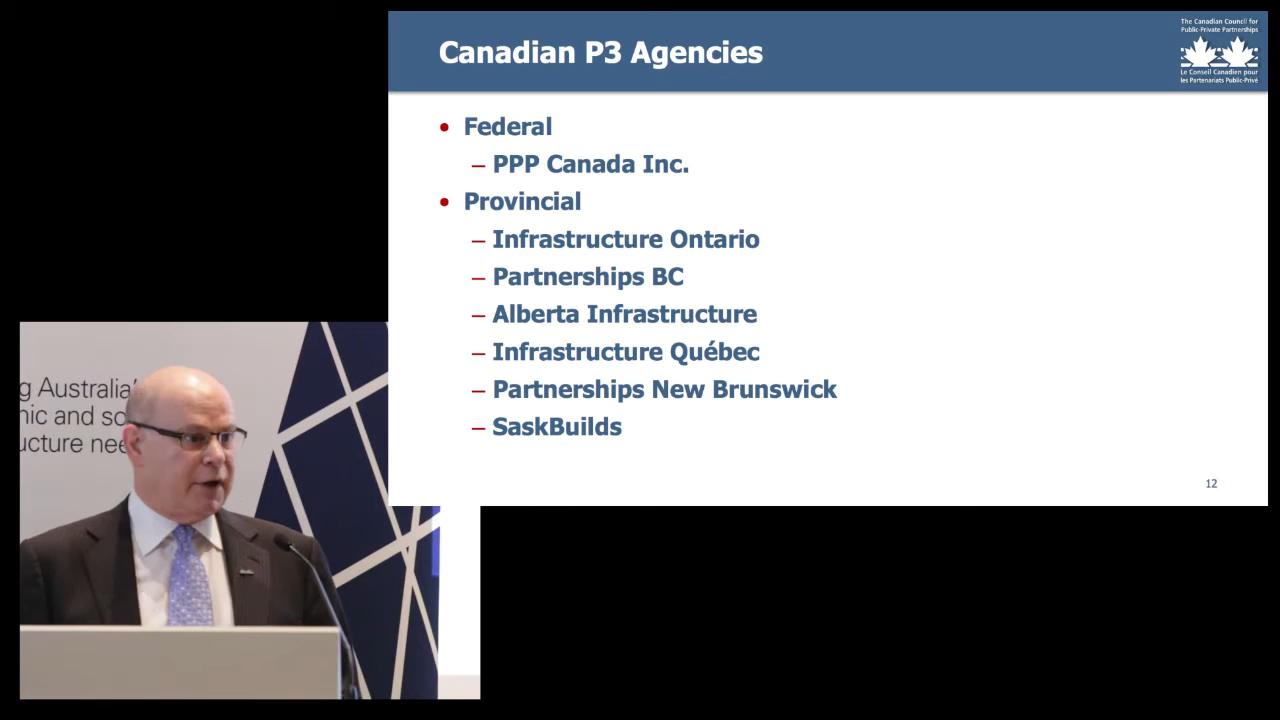 Canadian P3 Agencies
The Canadian Council for
Public-Private Partnerships
Le Conseil Canadien pour
les Partenariats Public-Privé
• Federal
– PPP Canada Inc.
• Provincial
– Infrastructure Ontario
– Partnerships BC
– Alberta Infrastructure
– Infrastructure Québec
– Partnerships New Brunswick
– SaskBuilds
12
g Australia'
nic and so
ucture nee